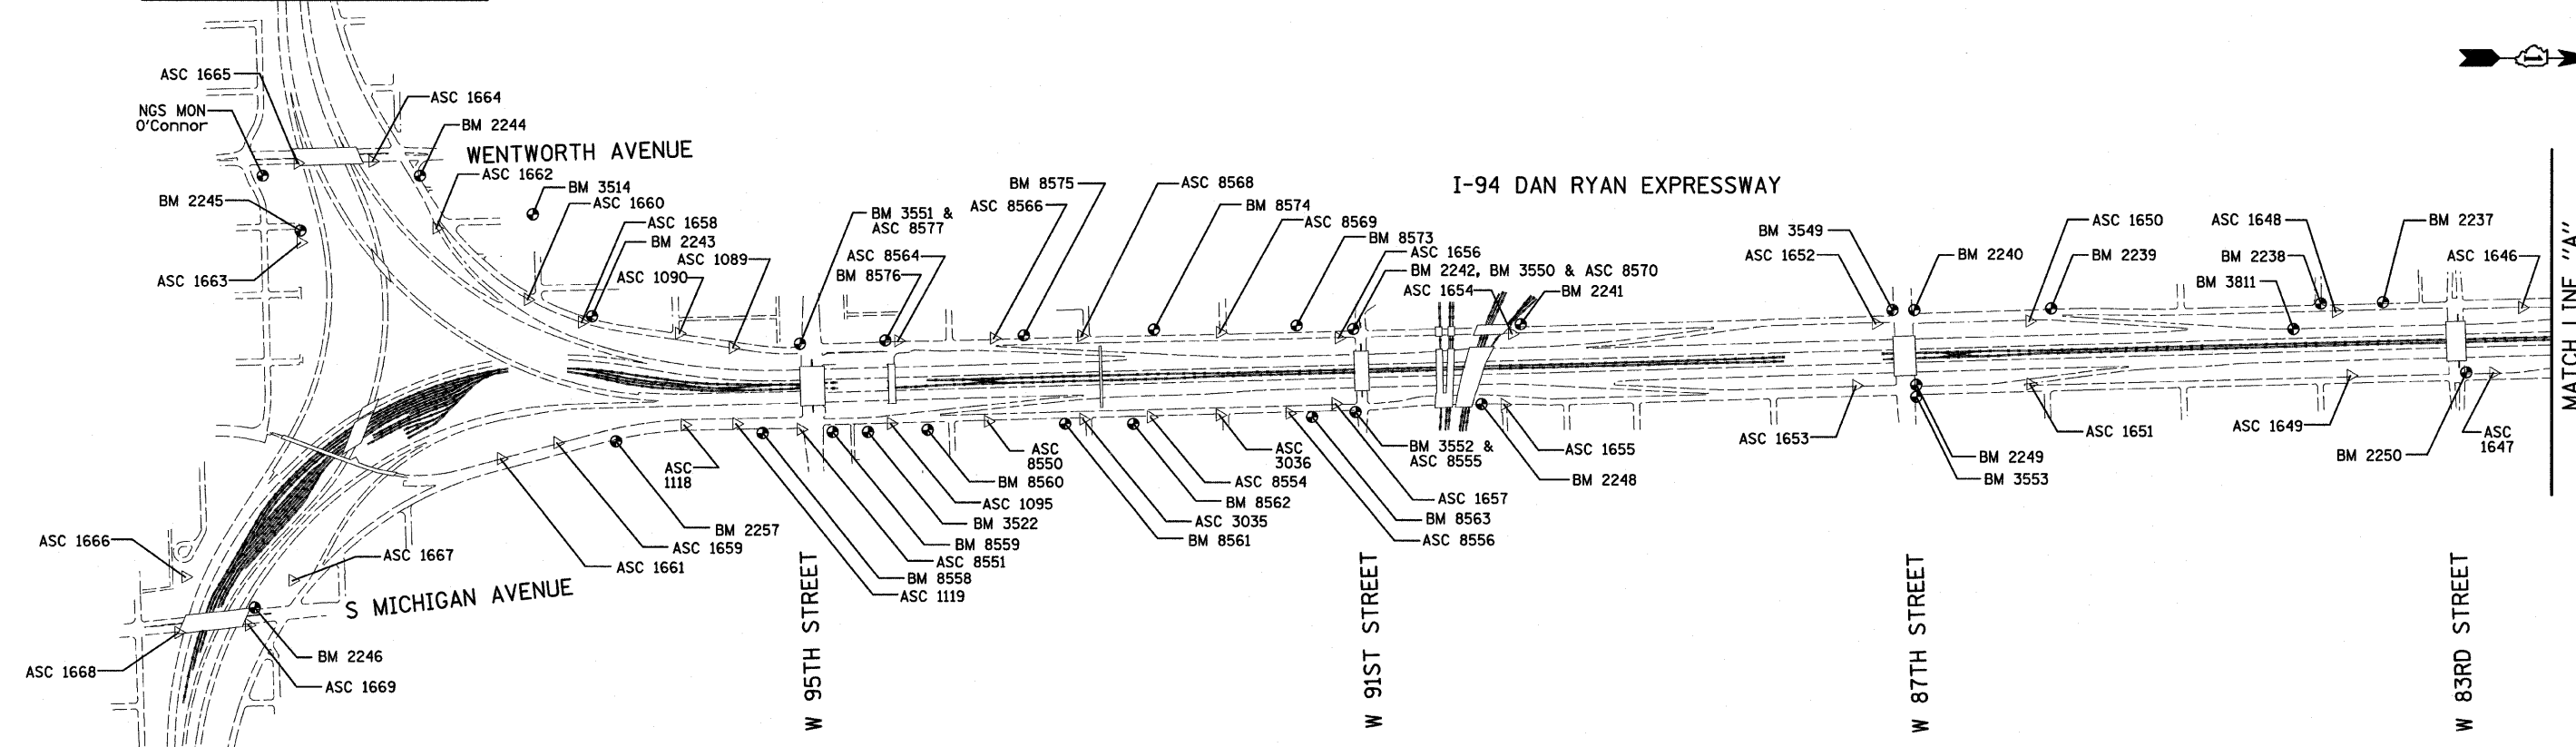 ASC 1665
NGS MON
O'Connor
ASC 1664
BM 2244
WENTWORTH AVENUE
ASC 1662
BM 2245
BM 3514
ASC 1660
ASC 1658
BM 2243
ASC 1089
ASC 1090
ASC 1663
BM 3551 &
ASC 8577
ASC 8564
BM 8576
BM 8575
ASC 8566
ASC 8568
BM 8574
ASC 8569
BM 8573
ASC 1656
BM 2242, BM 3550 & ASC 8570
ASC 1654
BM 2241
I-94 DAN RYAN EXPRESSWAY
BM 3549
ASC 1652
BM 2240
ASC 1650
BM 2239
ASC 1648
BM 2238
BM 3811
BM 2237
ASC 1646
MATCH LINE "A"
ASC 1666
ASC 1667
S MICHIGAN AVENUE
ASC 1668
BM 2246
ASC 1669
ASC 1661
ASC 1659
BM 2257
ASC
1118
W 95TH STREET
ASC 1119
BM 8558
ASC 8551
BM 8559
BM 3522
ASC 1095
BM 8560
ASC
8550
BM 8561
ASC 3035
BM 8562
ASC 8554
ASC
3036
ASC 8556
BM 8563
ASC 1657
BM 3552 &
ASC 8555
W 91ST STREET
ASC 1655
BM 2248
ASC 1653
BM 2249
BM 3553
W 87TH STREET
ASC 1651
ASC 1649
BM 2250
ASC
1647
W 83RD STREET